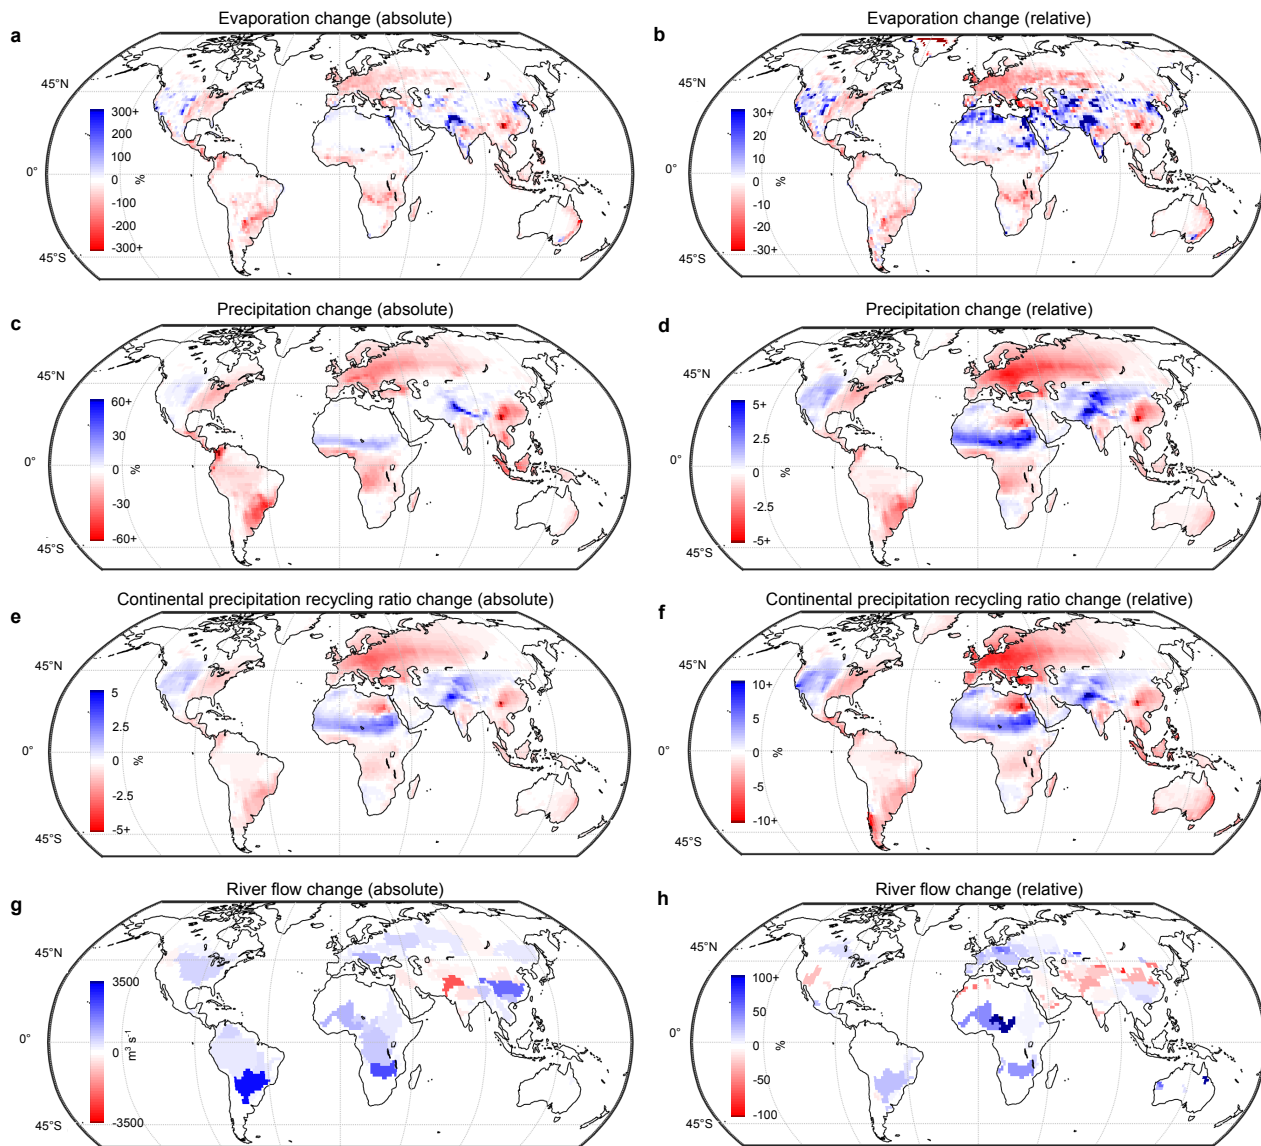 Evaporation change (absolute)
a
45°N
0°
45°S
300+
200
100
0
-100
-200
-300+
%
Evaporation change (relative)
b
45°N
0°
45°S
30+
20
10
0
-10
-20
-30+
%
Precipitation change (absolute)
c
45°N
0°
45°S
60+
30
0
-30
-60+
%
Precipitation change (relative)
d
45°N
0°
45°S
5+
2.5
0
-2.5
-5+
%
Continental precipitation recycling ratio change (absolute)
e
45°N
0°
45°S
5
2.5
0
-2.5
-5+
%
Continental precipitation recycling ratio change (relative)
f
45°N
0°
45°S
10+
5
0
-5
-10+
%
River flow change (absolute)
g
45°N
0°
45°S
3500
0
-3500
m³ s⁻¹
River flow change (relative)
h
45°N
0°
45°S
100+
50
0
-50
-100
%